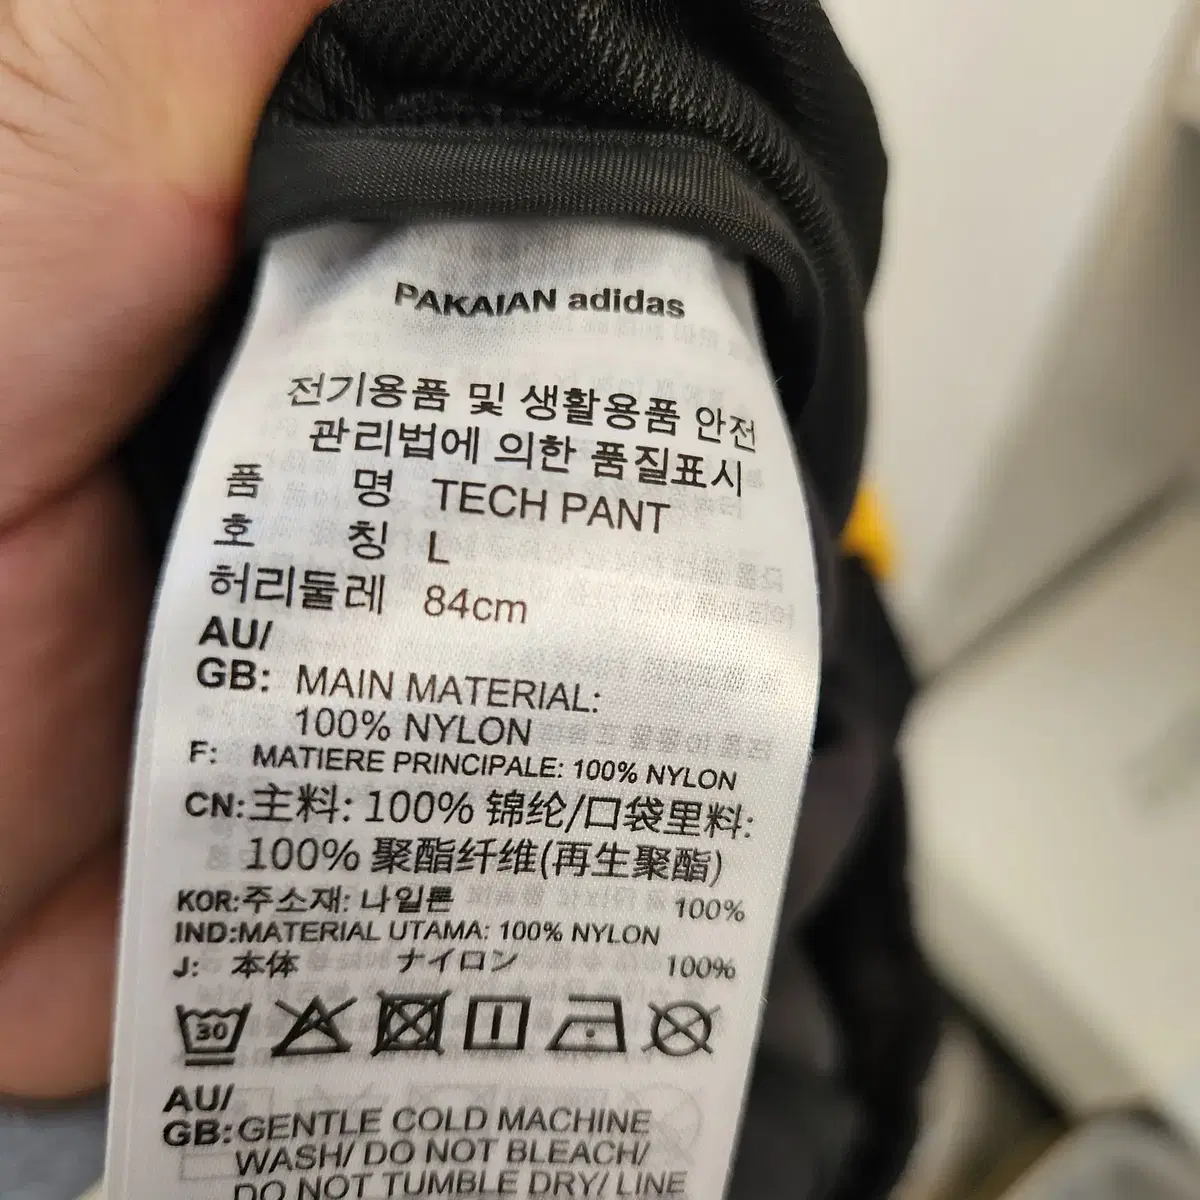 PAKAIAN adidas
전기용품 및 생활용품 안전
관리법에 의한 품질표시
품 명 TECH PANT
호 칭 L
허리둘레 84cm
AU/
GB: MAIN MATERIAL:
100% NYLON
F: MATIERE PRINCIPALE: 100% NYLON
CN:主料: 100% 锦纶/口袋里料:
100% 聚酯纤维(再生聚酯)
KOR:주소재: 나일론 100%
IND:MATERIAL UTAMA: 100% NYLON
J: 本体 ナイロン 100%
30
AU/
GB:GENTLE COLD MACHINE
WASH/ DO NOT BLEACH/
DO NOT TUMBLE DRY/ LINE